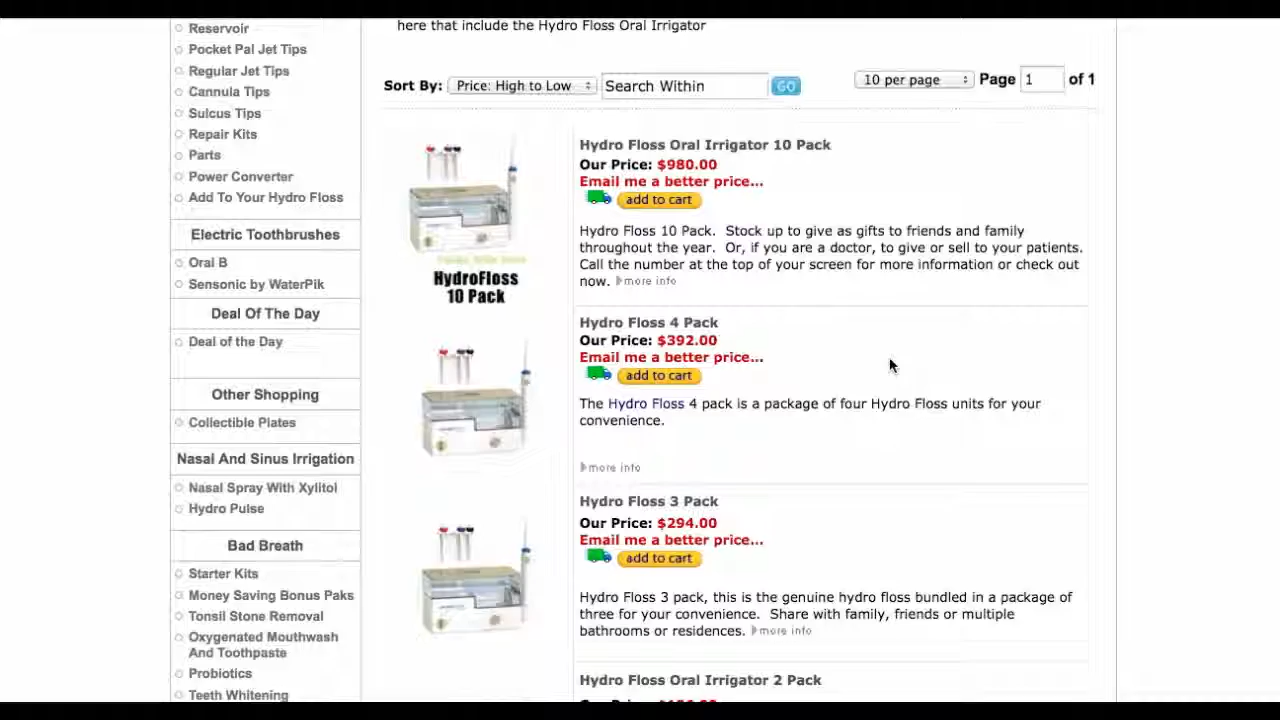 here that include the Hydro Floss Oral Irrigator
Sort By: Price: High to Low Search Within GO 10 per page Page 1 of 1
Reservoir
Pocket Pal Jet Tips
Regular Jet Tips
Cannula Tips
Sulcus Tips
Repair Kits
Parts
Power Converter
Add To Your Hydro Floss
Electric Toothbrushes
Oral B
Sensonic by WaterPik
Deal Of The Day
Deal of the Day
Other Shopping
Collectible Plates
Nasal And Sinus Irrigation
Nasal Spray With Xylitol
Hydro Pulse
Bad Breath
Starter Kits
Money Saving Bonus Paks
Tonsil Stone Removal
Oxygenated Mouthwash
And Toothpaste
Probiotics
Teeth Whitening
HydroFloss
10 Pack
Hydro Floss Oral Irrigator 10 Pack
Our Price: $980.00
Email me a better price...
add to cart
Hydro Floss 10 Pack. Stock up to give as gifts to friends and family
throughout the year. Or, if you are a doctor, to give or sell to your patients.
Call the number at the top of your screen for more information or check out
now. more info
Hydro Floss 4 Pack
Our Price: $392.00
Email me a better price...
add to cart
The Hydro Floss 4 pack is a package of four Hydro Floss units for your
convenience.
more info
Hydro Floss 3 Pack
Our Price: $294.00
Email me a better price...
add to cart
Hydro Floss 3 pack, this is the genuine hydro floss bundled in a package of
three for your convenience. Share with family, friends or multiple
bathrooms or residences. more info
Hydro Floss Oral Irrigator 2 Pack